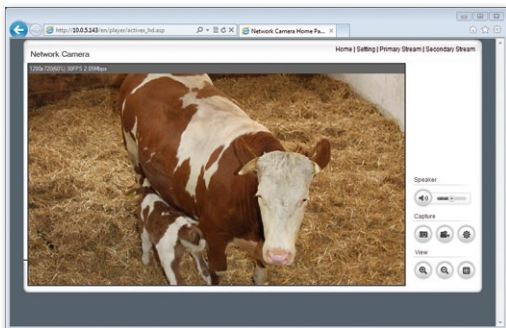 http://10.0.5.143/en/player/activex_hd.asp
Network Camera Home Pa...
Network Camera
Home | Setting | Primary Stream | Secondary Stream
1280x720(60%) 30FPS 2.05Mbps
Speaker
Capture
View